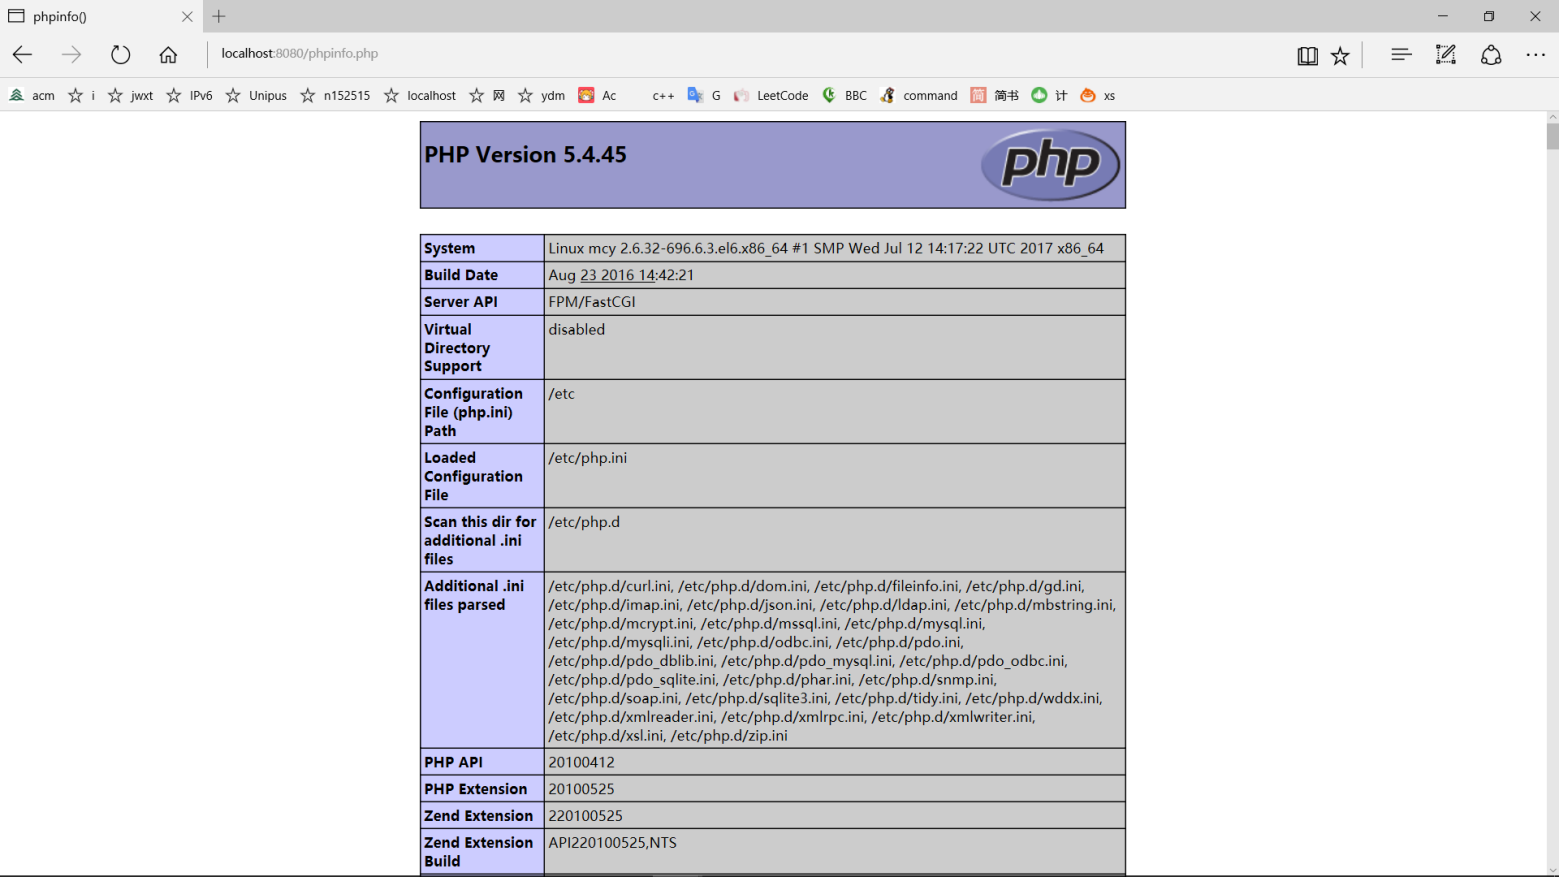 phpinfo()
localhost:8080/phpinfo.php
acm i jwxt IPv6 Unipus n152515 localhost 网 ydm Ac c++ G LeetCode BBC command 简书 计 xs
PHP Version 5.4.45
php
System Linux mcy 2.6.32-696.6.3.el6.x86_64 #1 SMP Wed Jul 12 14:17:22 UTC 2017 x86_64
Build Date Aug 23 2016 14:42:21
Server API FPM/FastCGI
Virtual disabled
Directory
Support
Configuration /etc
File (php.ini)
Path
Loaded /etc/php.ini
Configuration
File
Scan this dir for /etc/php.d
additional .ini
files
Additional .ini /etc/php.d/curl.ini, /etc/php.d/dom.ini, /etc/php.d/fileinfo.ini, /etc/php.d/gd.ini,
files parsed /etc/php.d/imap.ini, /etc/php.d/json.ini, /etc/php.d/ldap.ini, /etc/php.d/mbstring.ini,
/etc/php.d/mcrypt.ini, /etc/php.d/mssql.ini, /etc/php.d/mysql.ini,
/etc/php.d/mysqli.ini, /etc/php.d/odbc.ini, /etc/php.d/pdo.ini,
/etc/php.d/pdo_dblib.ini, /etc/php.d/pdo_mysql.ini, /etc/php.d/pdo_odbc.ini,
/etc/php.d/pdo_sqlite.ini, /etc/php.d/phar.ini, /etc/php.d/snmp.ini,
/etc/php.d/soap.ini, /etc/php.d/sqlite3.ini, /etc/php.d/tidy.ini, /etc/php.d/wddx.ini,
/etc/php.d/xmlreader.ini, /etc/php.d/xmlrpc.ini, /etc/php.d/xmlwriter.ini,
/etc/php.d/xsl.ini, /etc/php.d/zip.ini
PHP API 20100412
PHP Extension 20100525
Zend Extension 220100525
Zend Extension API220100525,NTS
Build